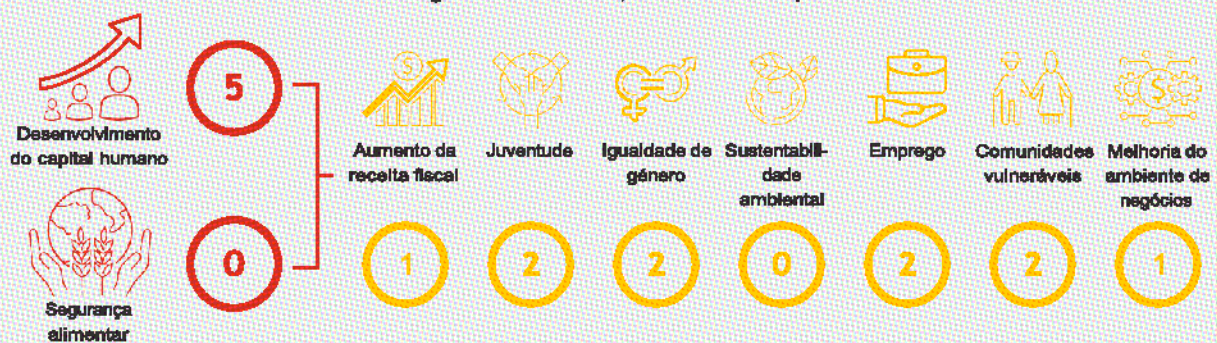 5
Desenvolvimento
do capital humano
0
Segurança
alimentar
$
Aumento da
receita fiscal
1
Juventude
2
Igualdade de
género
2
Sustentabili-
dade
ambiental
0
Emprego
2
Comunidades
vulneráveis
2
$
Melhoria do
ambiente de
negócios
1